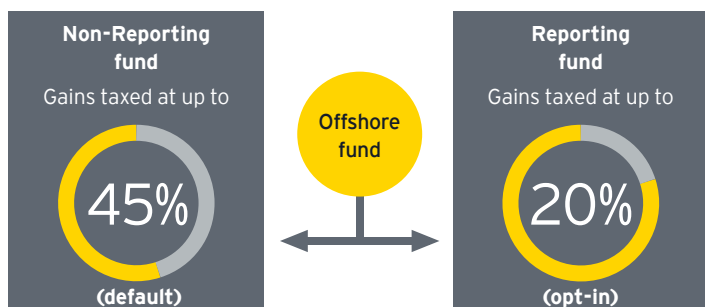 Non-Reporting
fund
Gains taxed at up to
45%
(default)
Offshore
fund
Reporting
fund
Gains taxed at up to
20%
(opt-in)